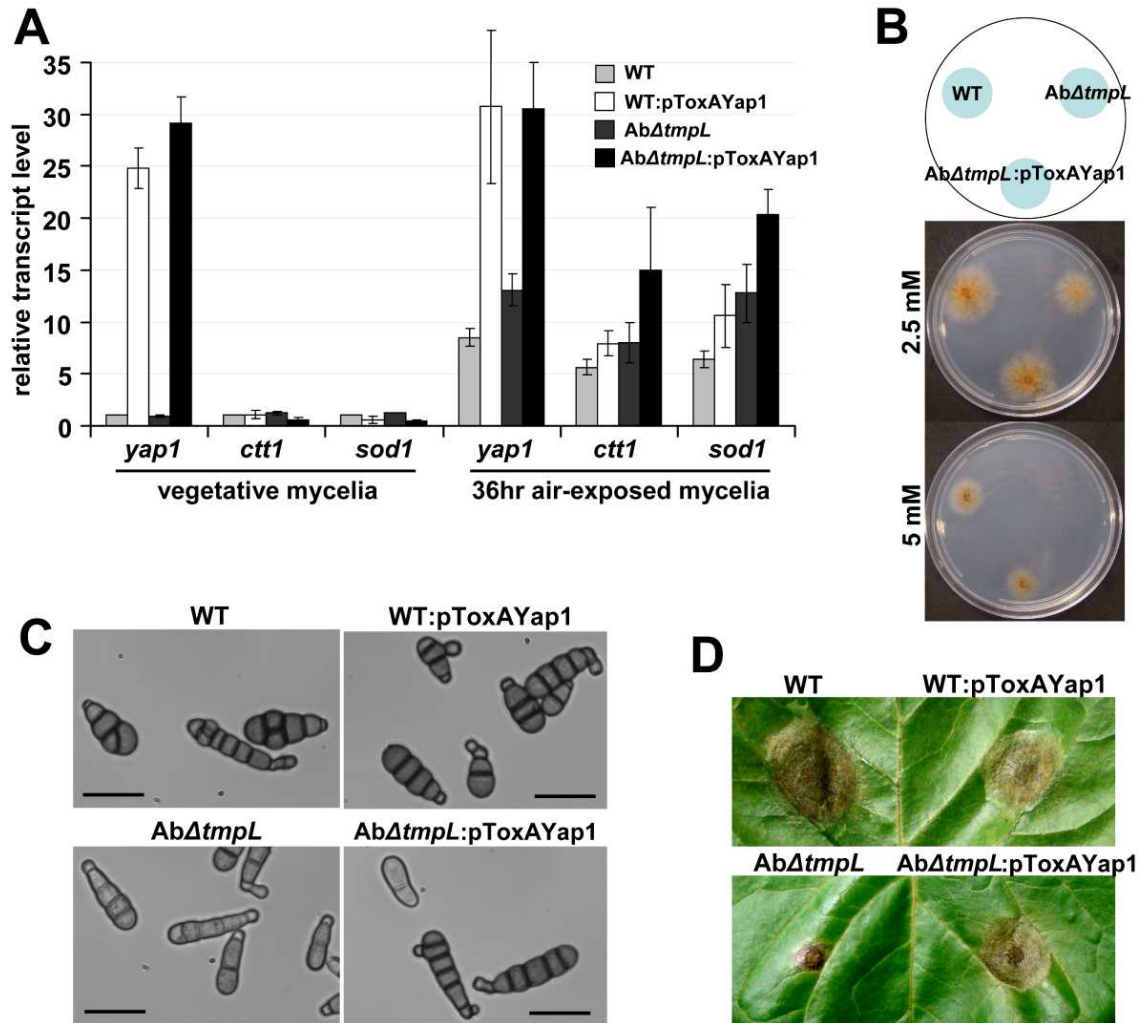 A
35
30
25
20
15
10
5
0
relative transcript level
WT
WT:pToxAYap1
AbΔtmpL
AbΔtmpL:pToxAYap1
yap1 ctt1 sod1 yap1 ctt1 sod1
vegetative mycelia 36hr air-exposed mycelia
B
WT AbΔtmpL
AbΔtmpL:pToxAYap1
2.5 mM
5 mM
C
WT WT:pToxAYap1
AbΔtmpL AbΔtmpL:pToxAYap1
D
WT WT:pToxAYap1
AbΔtmpL AbΔtmpL:pToxAYap1